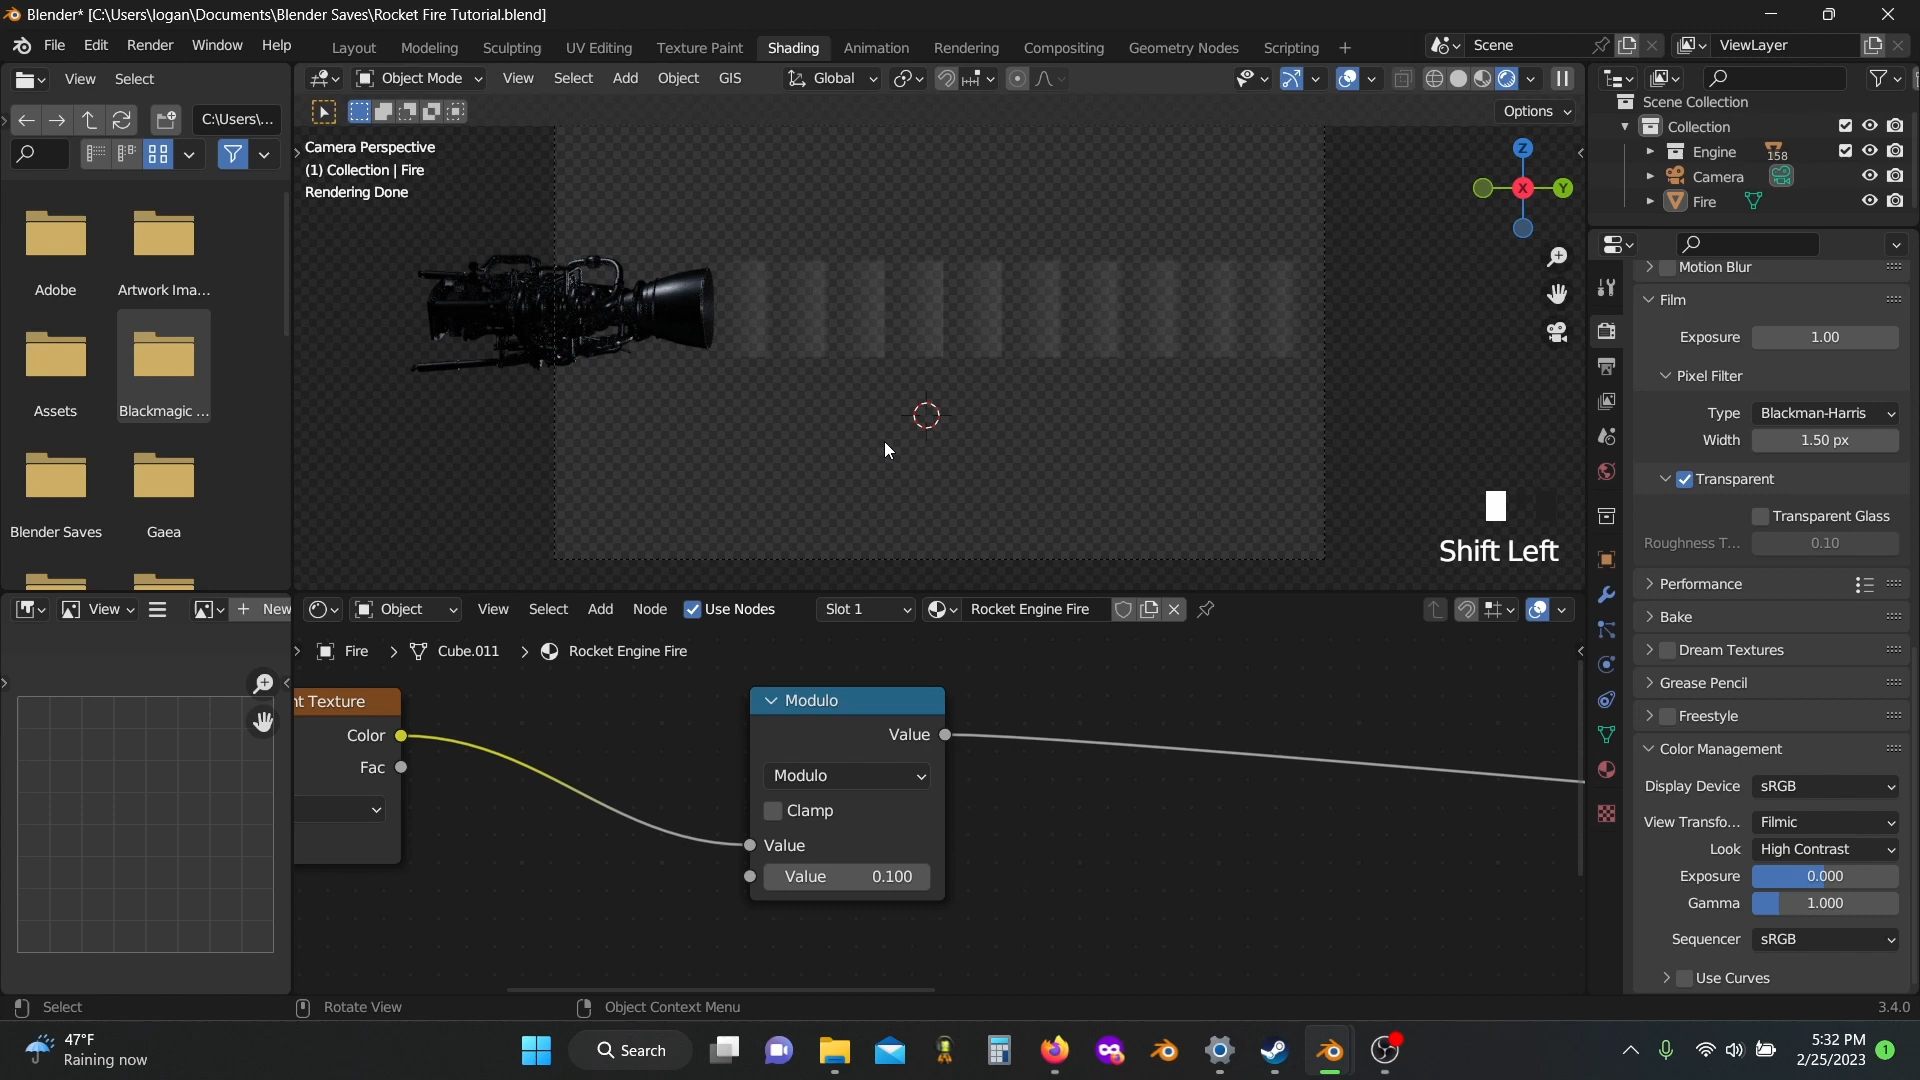 Blender* [C:\Users\logan\Documents\Blender Saves\Rocket Fire Tutorial.blend]
File Edit Render Window Help
Layout Modeling Sculpting UV Editing Texture Paint Shading Animation Rendering Compositing Geometry Nodes Scripting +
Scene
ViewLayer
View Select
Object Mode View Select Add Object GIS
Global
C:\Users\...
Options
Camera Perspective
(1) Collection | Fire
Rendering Done
Z
X
Y
Scene Collection
Collection
Engine 158
Camera
Fire
Adobe
Artwork Ima...
Assets
Blackmagic ...
Blender Saves
Gaea
Shift Left
Motion Blur
Film
Exposure 1.00
Pixel Filter
Type Blackman-Harris
Width 1.50 px
Transparent
Transparent Glass
Roughness T... 0.10
Performance
Bake
Dream Textures
Grease Pencil
Freestyle
Color Management
Display Device sRGB
View Transfo... Filmic
Look High Contrast
Exposure 0.000
Gamma 1.000
Sequencer sRGB
Use Curves
View
+ New
Object View Select Add Node Use Nodes Slot 1 Rocket Engine Fire
Fire > Cube.011 > Rocket Engine Fire
nt Texture
Color
Fac
Modulo
Value
Modulo
Clamp
Value
Value 0.100
Select
Rotate View
Object Context Menu
3.4.0
47°F
Raining now
Search
5:32 PM
2/25/2023
1